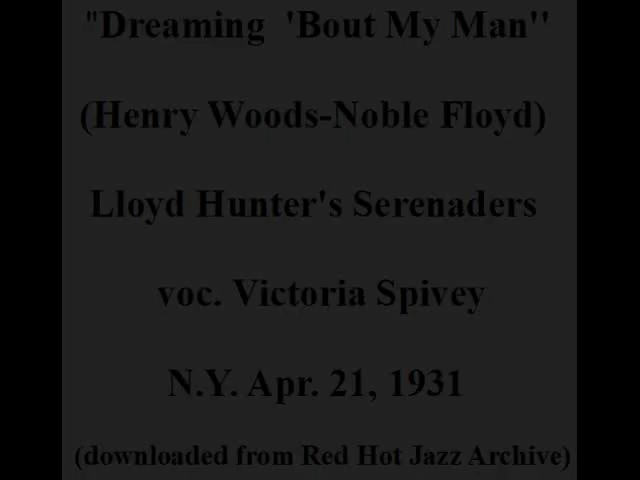 "Dreaming 'Bout My Man''
(Henry Woods-Noble Floyd)
Lloyd Hunter's Serenaders
voc. Victoria Spivey
N.Y. Apr. 21, 1931
(downloaded from Red Hot Jazz Archive)